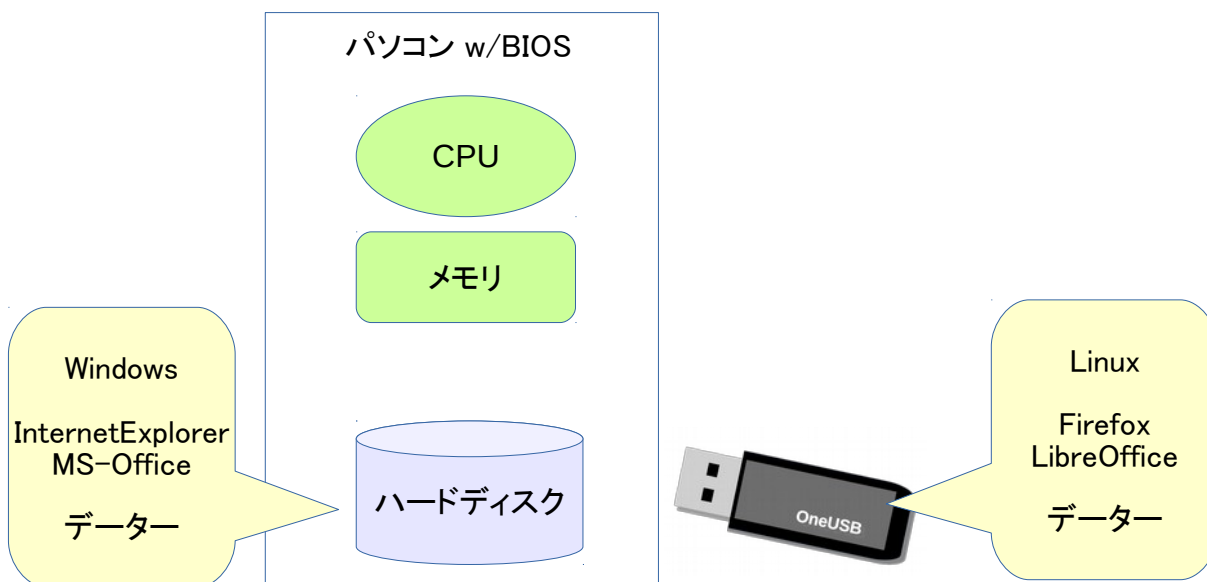 パソコン w/BIOS
CPU
メモリ
ハードディスク
Windows
InternetExplorer
MS-Office
データー
OneUSB
Linux
Firefox
LibreOffice
データー